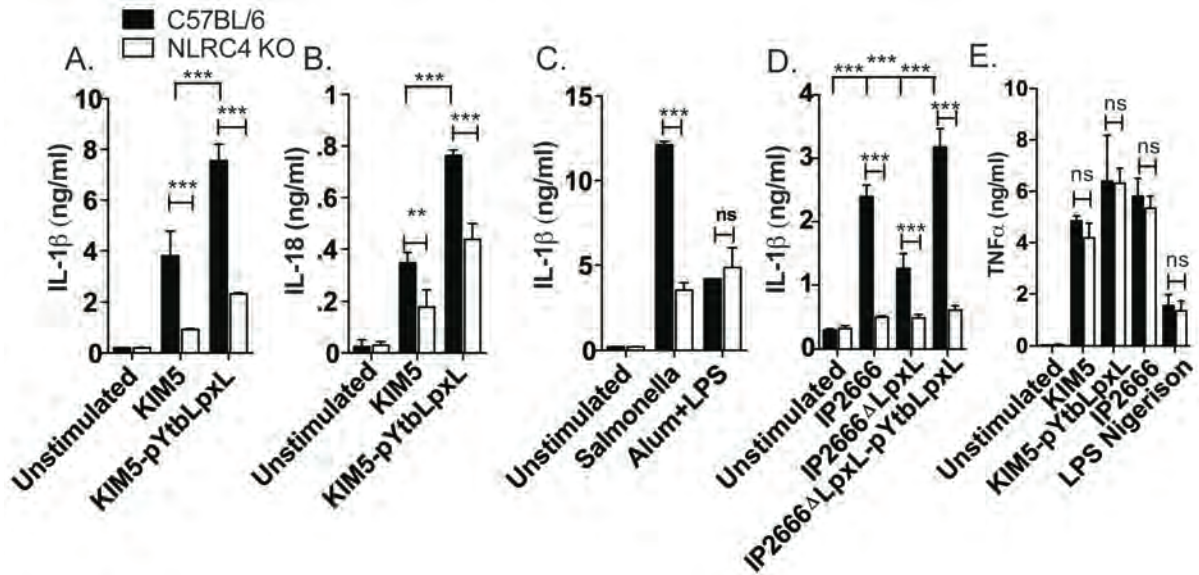 C57BL/6
NLRC4 KO
A.
IL-1β (ng/ml)
10
8
6
4
2
0
***
***
***
Unstimulated
KIM5
KIM5-pYtbLpxL
B.
IL-18 (ng/ml)
.1
.8
.6
.4
.2
0
***
**
***
Unstimulated
KIM5
KIM5-pYtbLpxL
C.
IL-1β (ng/ml)
15
10
5
0
***
ns
Unstimulated
Salmonella
Alum+LPS
D.
IL-1β (ng/ml)
4
3
2
1
0
*** *** ***
***
***
***
Unstimulated
IP2666
IP2666ΔLpxL
IP2666ΔLpxL-pYtbLpxL
E.
TNFα (ng/ml)
10
8
6
4
2
0
ns
ns
ns
ns
Unstimulated
KIM5
KIM5-pYtbLpxL
IP2666
LPS Nigerison